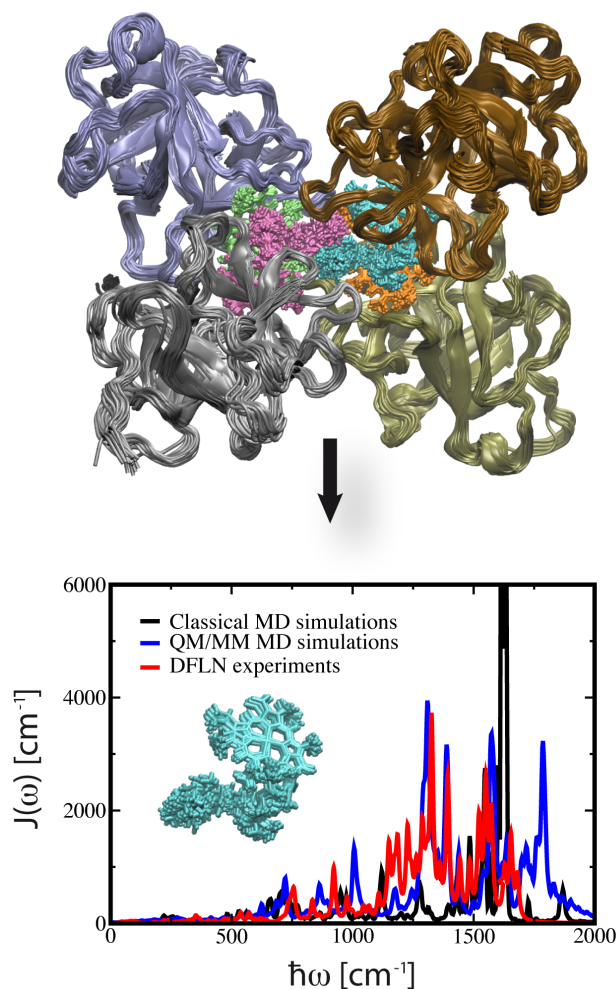 6000
Classical MD simulations
QM/MM MD simulations
DFLN experiments
4000
J(ω) [cm⁻¹]
2000
0
0 500 1000 1500 2000
ħω [cm⁻¹]